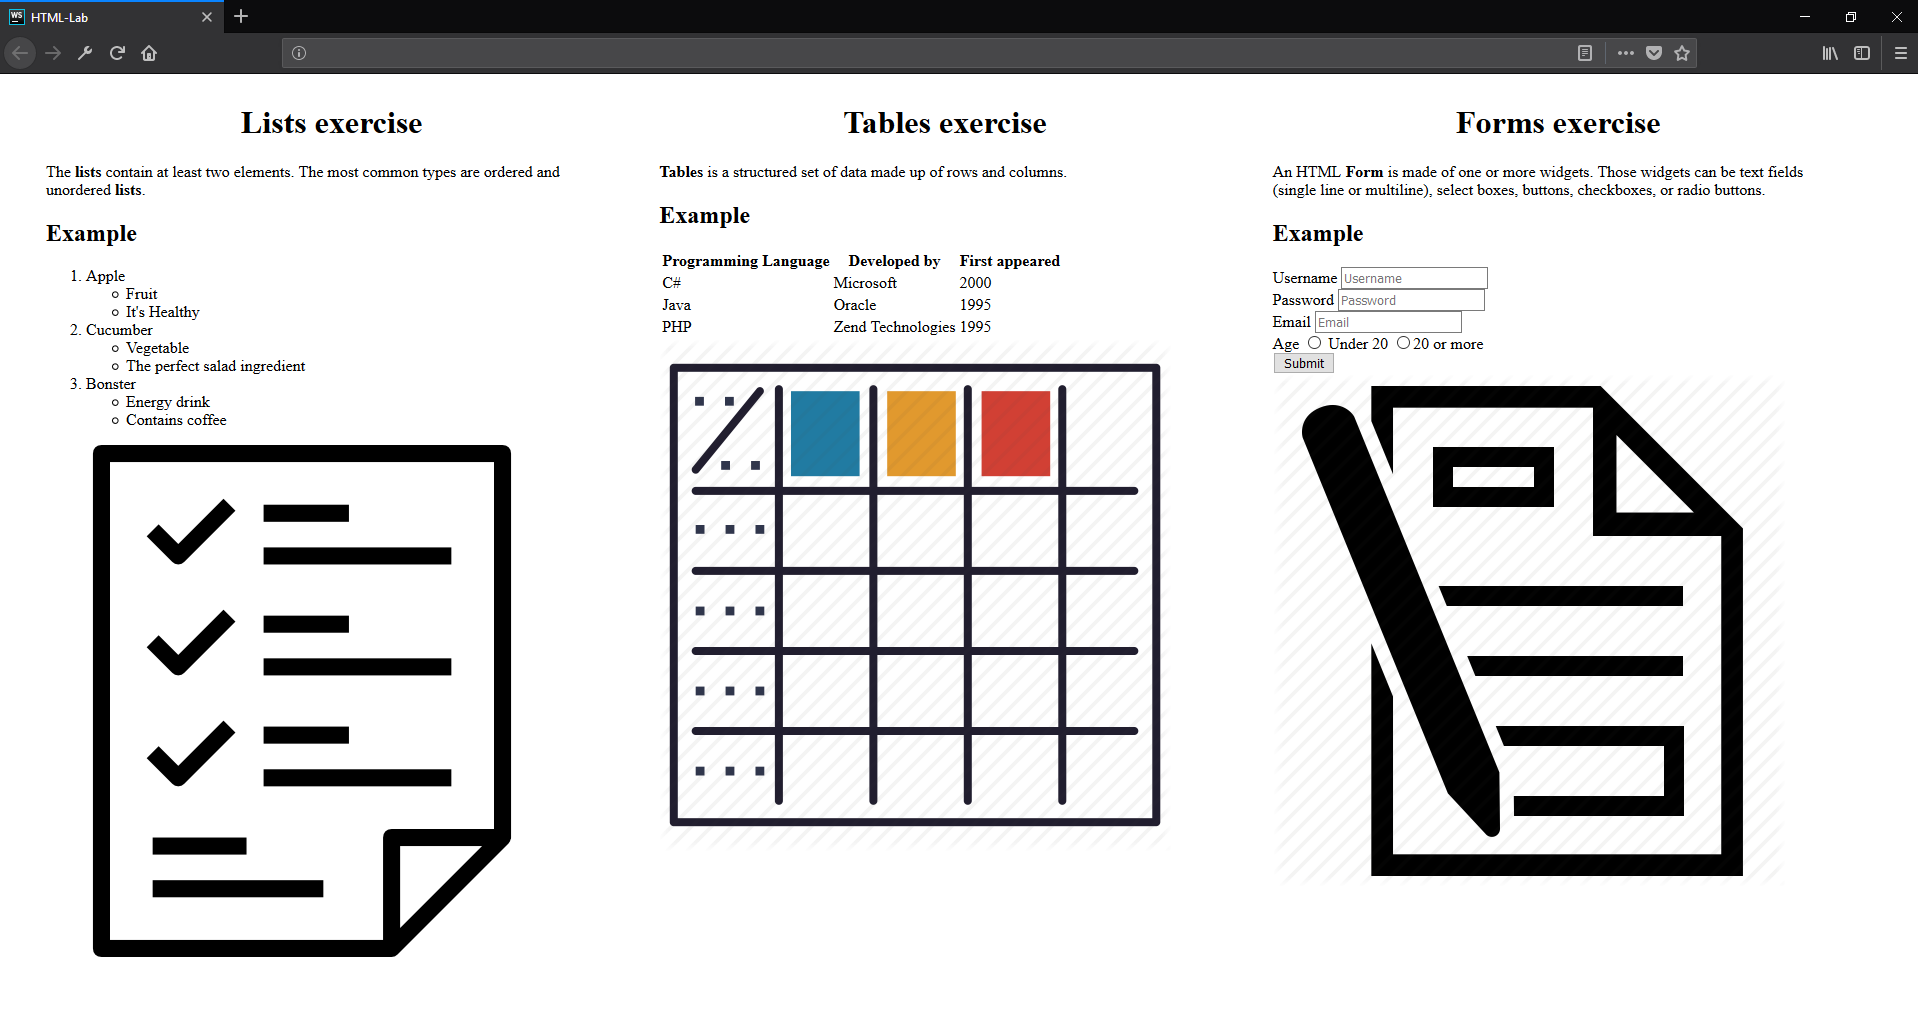 WS HTML-Lab
Lists exercise
The lists contain at least two elements. The most common types are ordered and
unordered lists.
Example
1. Apple
Fruit
It's Healthy
2. Cucumber
Vegetable
The perfect salad ingredient
3. Bonster
Energy drink
Contains coffee
Tables exercise
Tables is a structured set of data made up of rows and columns.
Example
Programming Language Developed by First appeared
C# Microsoft 2000
Java Oracle 1995
PHP Zend Technologies 1995
Forms exercise
An HTML Form is made of one or more widgets. Those widgets can be text fields
(single line or multiline), select boxes, buttons, checkboxes, or radio buttons.
Example
Username Username
Password Password
Email Email
Age Under 20 20 or more
Submit